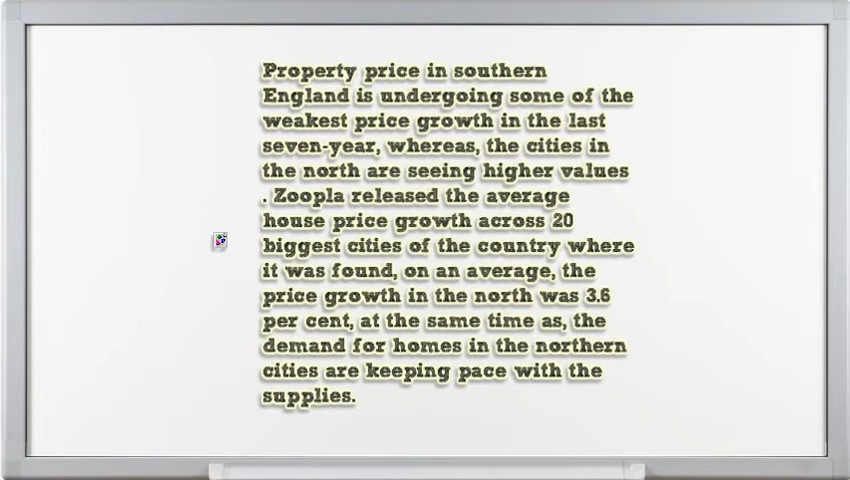 Property price in southern
England is undergoing some of the
weakest price growth in the last
seven-year, whereas, the cities in
the north are seeing higher values
. Zoopla released the average
house price growth across 20
biggest cities of the country where
it was found, on an average, the
price growth in the north was 3.6
per cent, at the same time as, the
demand for homes in the northern
cities are keeping pace with the
supplies.